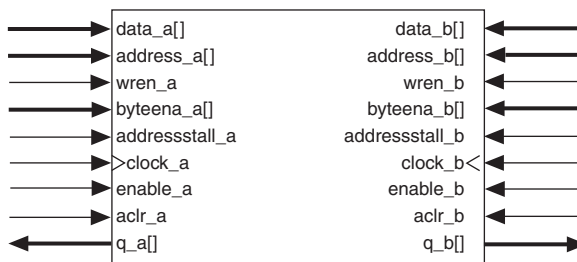 data_a[] data_b[]
address_a[] address_b[]
wren_a wren_b
byteena_a[] byteena_b[]
addressstall_a addressstall_b
clock_a clock_b
enable_a enable_b
aclr_a aclr_b
q_a[] q_b[]